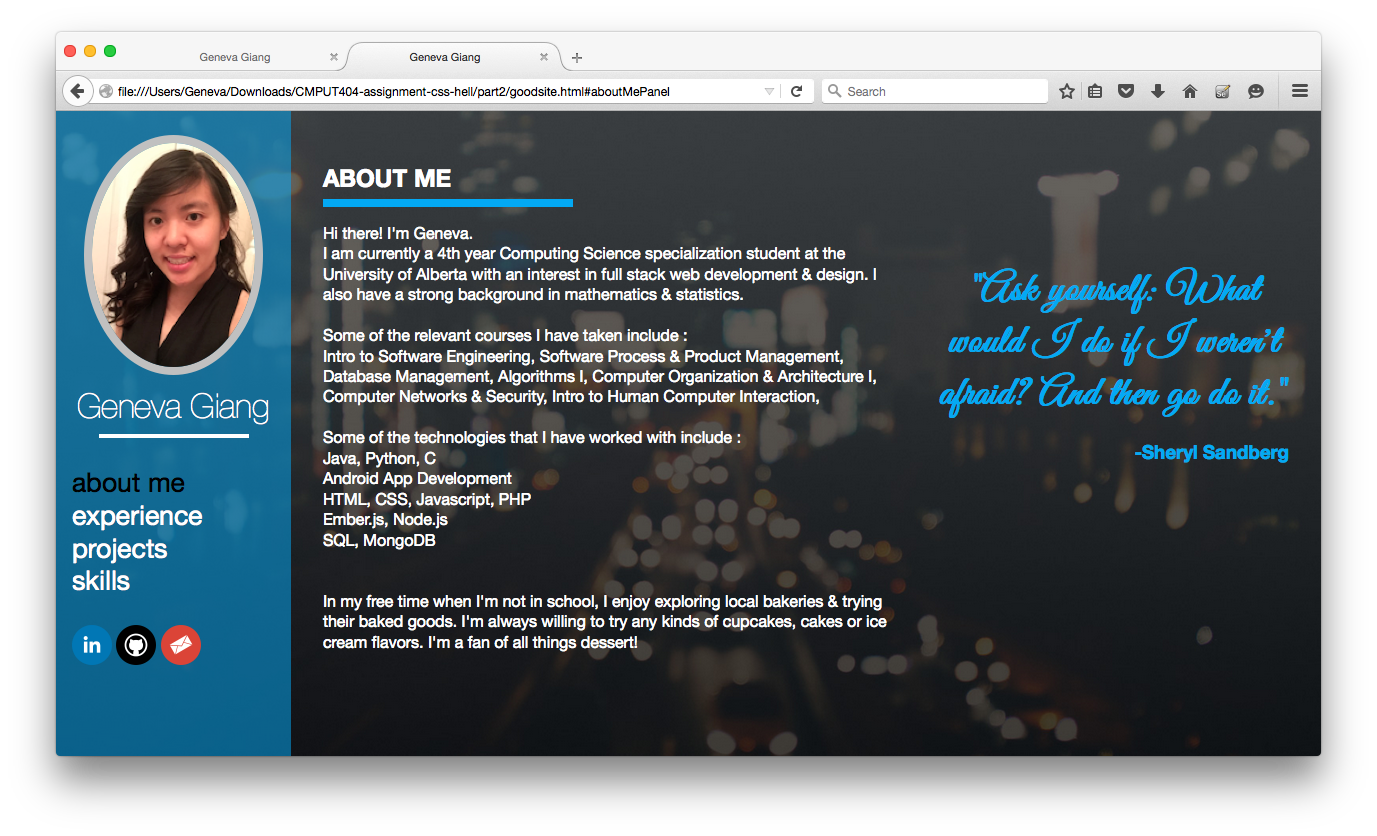 Geneva Giang
Geneva Giang
file:///Users/Geneva/Downloads/CMPUT404-assignment-css-hell/part2/goodsite.html#aboutMePanel
Search
Geneva Giang
about me
experience
projects
skills
in
ABOUT ME
Hi there! I'm Geneva.
I am currently a 4th year Computing Science specialization student at the
University of Alberta with an interest in full stack web development & design. I
also have a strong background in mathematics & statistics.
Some of the relevant courses I have taken include :
Intro to Software Engineering, Software Process & Product Management,
Database Management, Algorithms I, Computer Organization & Architecture I,
Computer Networks & Security, Intro to Human Computer Interaction,
Some of the technologies that I have worked with include :
Java, Python, C
Android App Development
HTML, CSS, Javascript, PHP
Ember.js, Node.js
SQL, MongoDB
In my free time when I'm not in school, I enjoy exploring local bakeries & trying
their baked goods. I'm always willing to try any kinds of cupcakes, cakes or ice
cream flavors. I'm a fan of all things dessert!
"Ask yourself: What
would I do if I weren't
afraid? And then go do it."
-Sheryl Sandberg